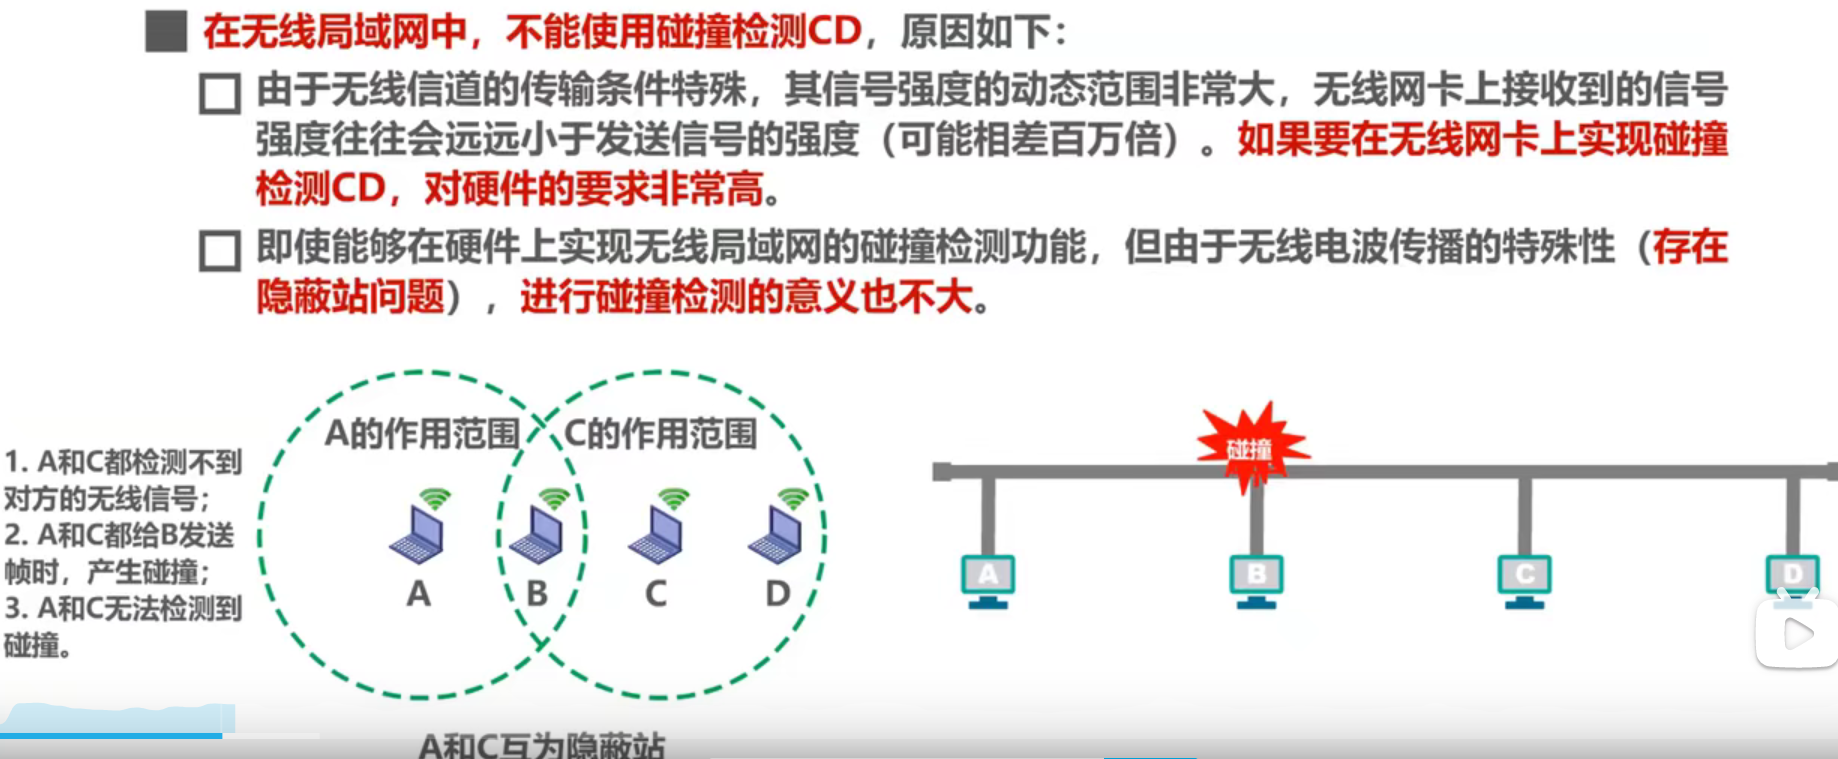 在无线局域网中，不能使用碰撞检测CD，原因如下：
由于无线信道的传输条件特殊，其信号强度的动态范围非常大，无线网卡上接收到的信号
强度往往会远远小于发送信号的强度（可能相差百万倍）。如果要在无线网卡上实现碰撞
检测CD，对硬件的要求非常高。
即使能够在硬件上实现无线局域网的碰撞检测功能，但由于无线电波传播的特殊性（存在
隐蔽站问题），进行碰撞检测的意义也不大。
1. A和C都检测不到
对方的无线信号；
2. A和C都给B发送
帧时，产生碰撞；
3. A和C无法检测到
碰撞。
A的作用范围
C的作用范围
A
B
C
D
A和C互为隐蔽站
碰撞
A
B
C
D